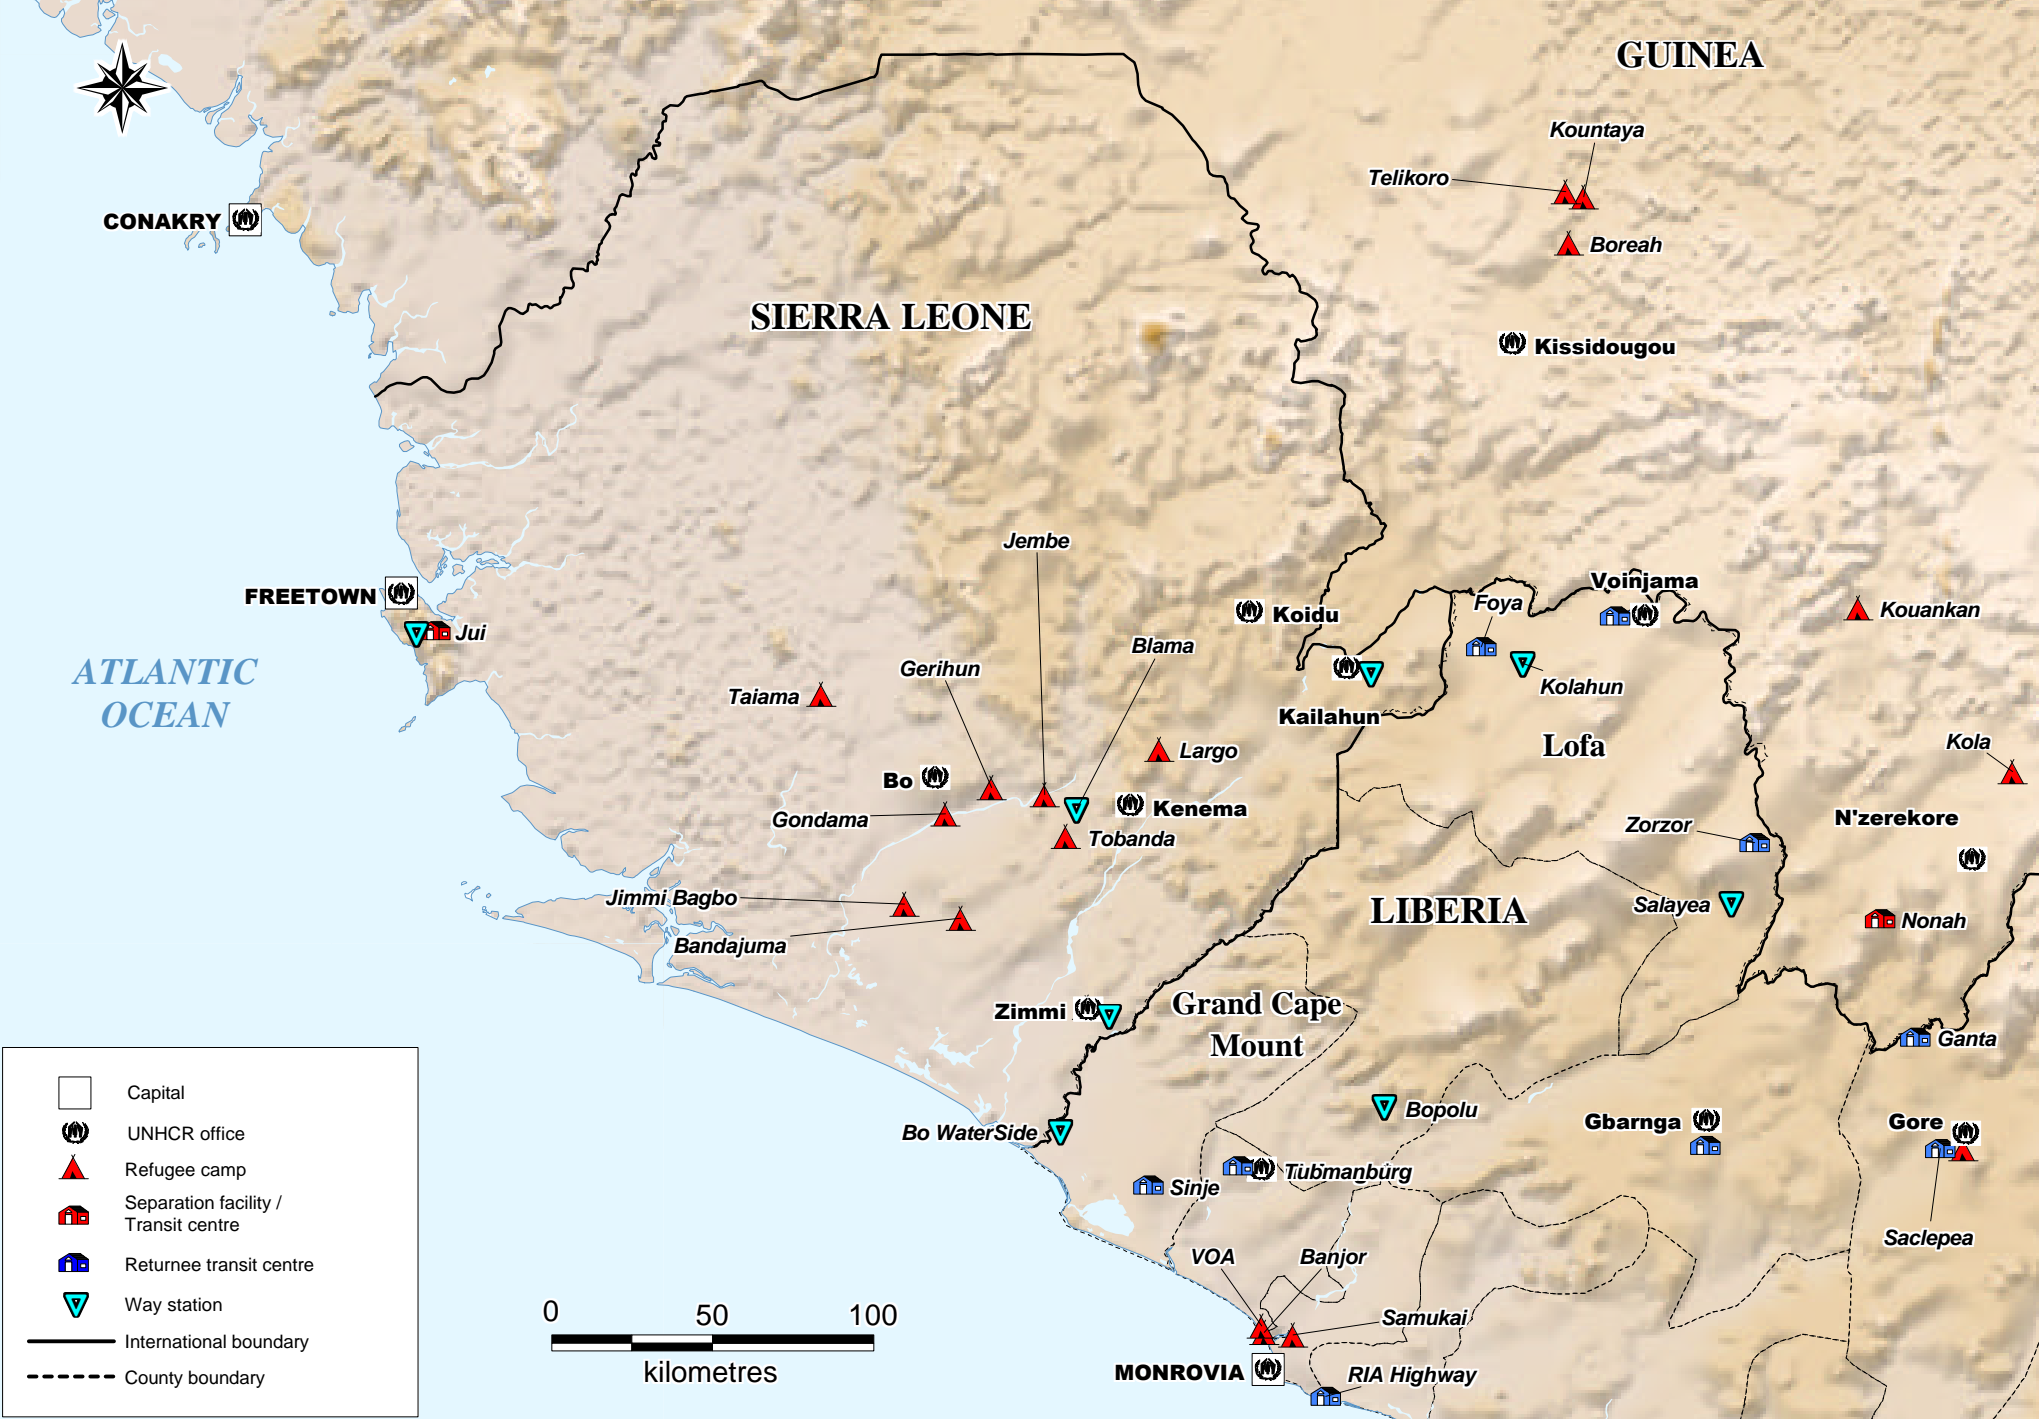 GUINEA
Kountaya
Telikoro
Boreah
CONAKRY
SIERRA LEONE
Kissidougou
Jembe
FREETOWN
Jui
Koidu
Foya
Voinjama
Kouankan
ATLANTIC
OCEAN
Blama
Gerihun
Taiama
Kolahun
Kailahun
Lofa
Largo
Kola
Bo
Kenema
Gondama
Tobanda
N'zerekore
Zorzor
Jimmi Bagbo
Bandajuma
LIBERIA
Salayea
Nonah
Zimmi
Grand Cape
Mount
Ganta
Bo WaterSide
Bopolu
Gbarnga
Gore
Sinje
Tubmanburg
Saclepea
VOA
Banjor
Samukai
MONROVIA
RIA Highway
Capital
UNHCR office
Refugee camp
Separation facility /
Transit centre
Returnee transit centre
Way station
International boundary
County boundary
0 50 100
kilometres